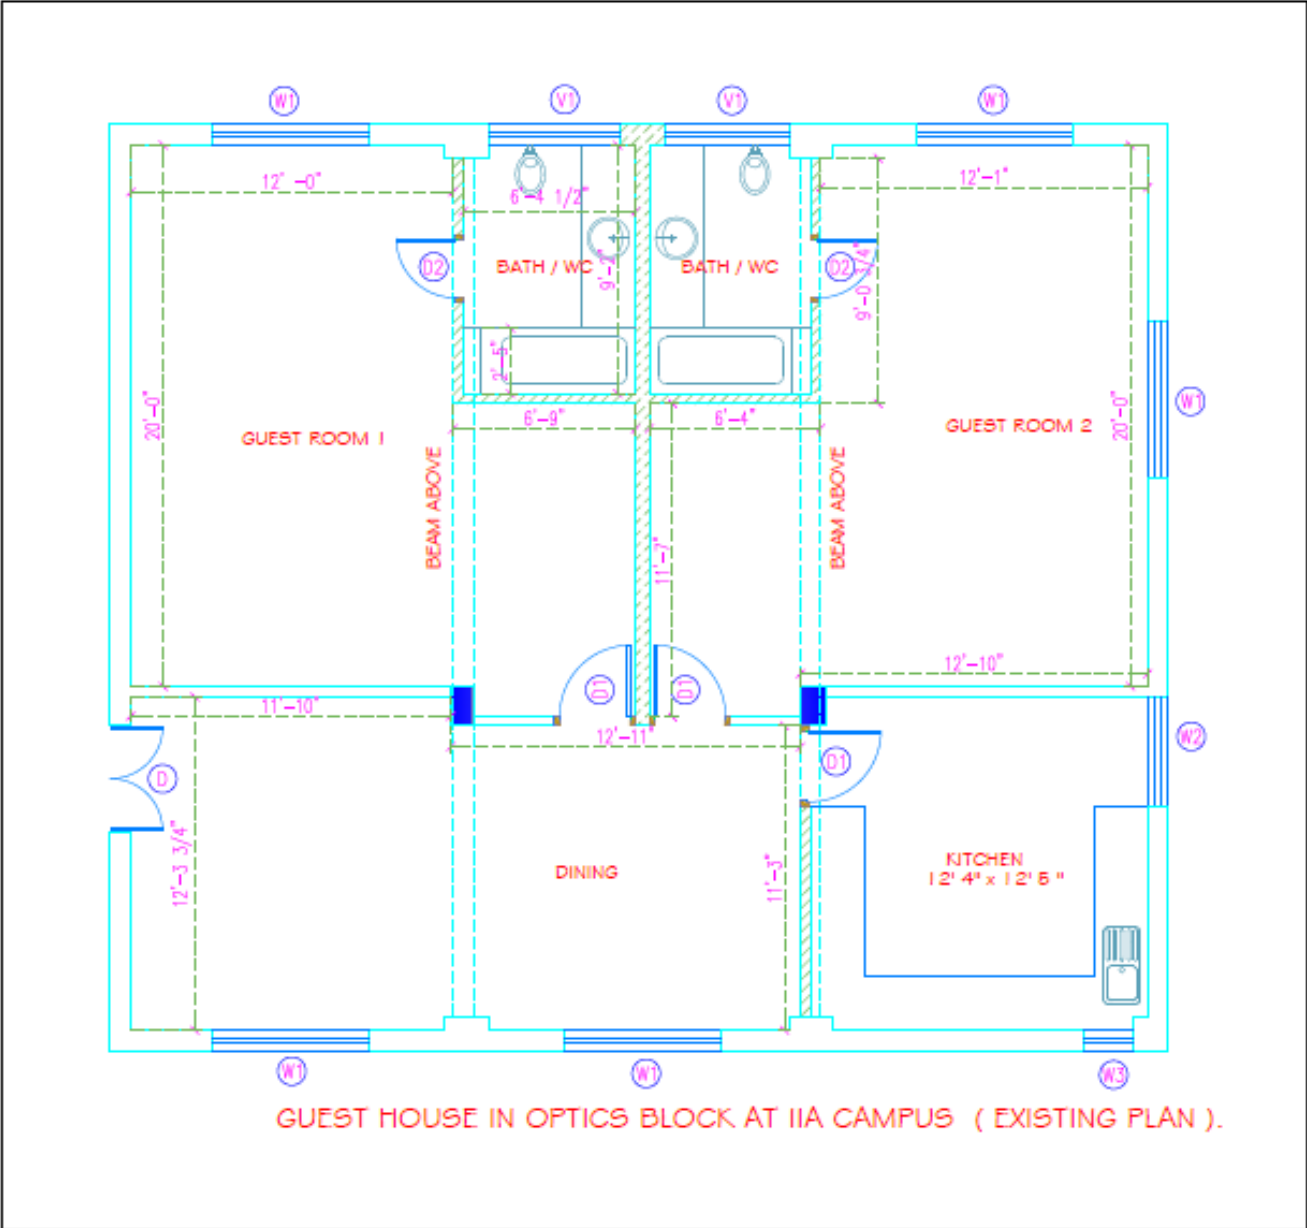 W1
V1
V1
W1
12' -0"
6'-4 1/2"
12'-1"
D2
BATH / WC
9'-2"
BATH / WC
D2
9'-0 3/4"
2'-5"
W1
20'-0"
6'-9"
6'-4"
20'-0"
GUEST ROOM 1
GUEST ROOM 2
BEAM ABOVE
BEAM ABOVE
11'-7"
12'-10"
D1
D1
11'-10"
12'-11"
W2
D
D1
12'-3 3/4"
DINING
11'-3"
KITCHEN
12' 4" x 12' 5 "
W1
W1
W3
GUEST HOUSE IN OPTICS BLOCK AT IIA CAMPUS ( EXISTING PLAN ).